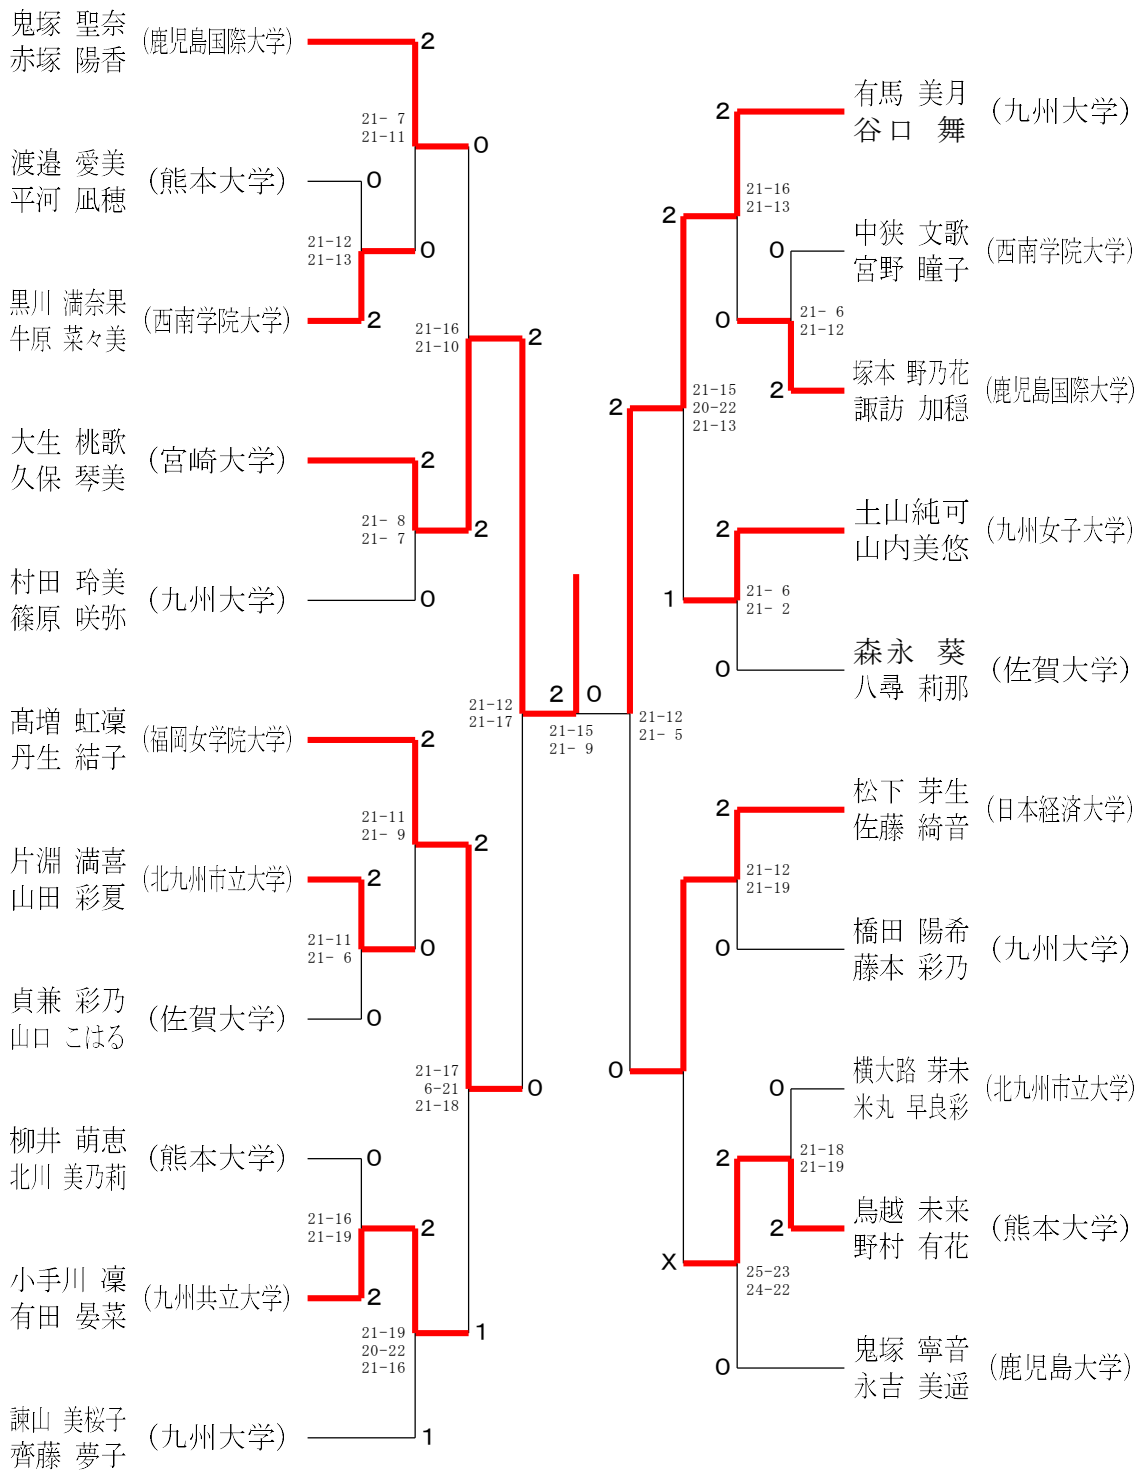 鬼塚 聖奈
赤塚 陽香
(鹿児島国際大学)
2
21- 7
21-11
0
渡邉 愛美
平河 凪穂
(熊本大学)
0
21-12
21-13
0
黒川 満奈果
牛原 菜々美
(西南学院大学)
2
21-16
21-10
2
大生 桃歌
久保 琴美
(宮崎大学)
2
21- 8
21- 7
2
村田 玲美
篠原 咲弥
(九州大学)
0
21-12
21-17
2
0
21-15
21- 9
髙増 虹凜
丹生 結子
(福岡女学院大学)
2
21-11
21- 9
2
片淵 満喜
山田 彩夏
(北九州市立大学)
2
21-11
21- 6
0
貞兼 彩乃
山口 こはる
(佐賀大学)
0
21-17
6-21
21-18
0
柳井 萌恵
北川 美乃莉
(熊本大学)
0
21-16
21-19
2
小手川 凜
有田 晏菜
(九州共立大学)
2
21-19
20-22
21-16
1
諫山 美桜子
齊藤 夢子
(九州大学)
1
2
有馬 美月
谷口 舞
(九州大学)
2
21-16
21-13
0
中狭 文歌
宮野 瞳子
(西南学院大学)
0
21- 6
21-12
2
塚本 野乃花
諏訪 加穏
(鹿児島国際大学)
2
21-15
20-22
21-13
2
土山純可
山内美悠
(九州女子大学)
1
21- 6
21- 2
0
森永 葵
八尋 莉那
(佐賀大学)
21-12
21- 5
2
松下 芽生
佐藤 綺音
(日本経済大学)
21-12
21-19
0
橋田 陽希
藤本 彩乃
(九州大学)
0
0
横大路 芽未
米丸 早良彩
(北九州市立大学)
2
21-18
21-19
2
鳥越 未来
野村 有花
(熊本大学)
X
25-23
24-22
0
鬼塚 寧音
永吉 美遥
(鹿児島大学)